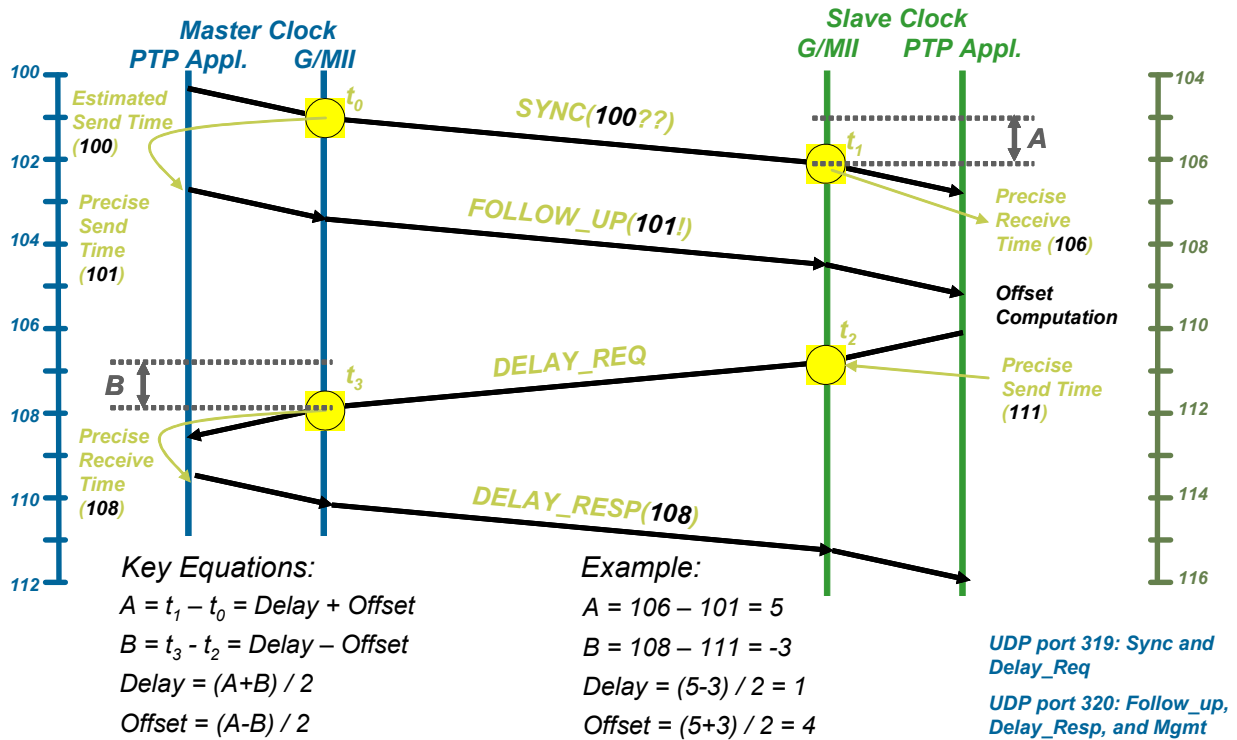 Master Clock
Slave Clock
PTP Appl.
G/MII
G/MII
PTP Appl.
100
102
104
106
108
110
112
104
106
108
110
112
114
116
Estimated
Send Time
(100)
t0
SYNC(100??)
A
t1
Precise
Send
Time
(101)
FOLLOW_UP(101!)
Precise
Receive
Time (106)
Offset
Computation
t2
DELAY_REQ
B
t3
Precise
Send Time
(111)
Precise
Receive
Time
(108)
DELAY_RESP(108)
Key Equations:
A = t1 – t0 = Delay + Offset
B = t3 - t2 = Delay – Offset
Delay = (A+B) / 2
Offset = (A-B) / 2
Example:
A = 106 – 101 = 5
B = 108 – 111 = -3
Delay = (5-3) / 2 = 1
Offset = (5+3) / 2 = 4
UDP port 319: Sync and
Delay_Req
UDP port 320: Follow_up,
Delay_Resp, and Mgmt